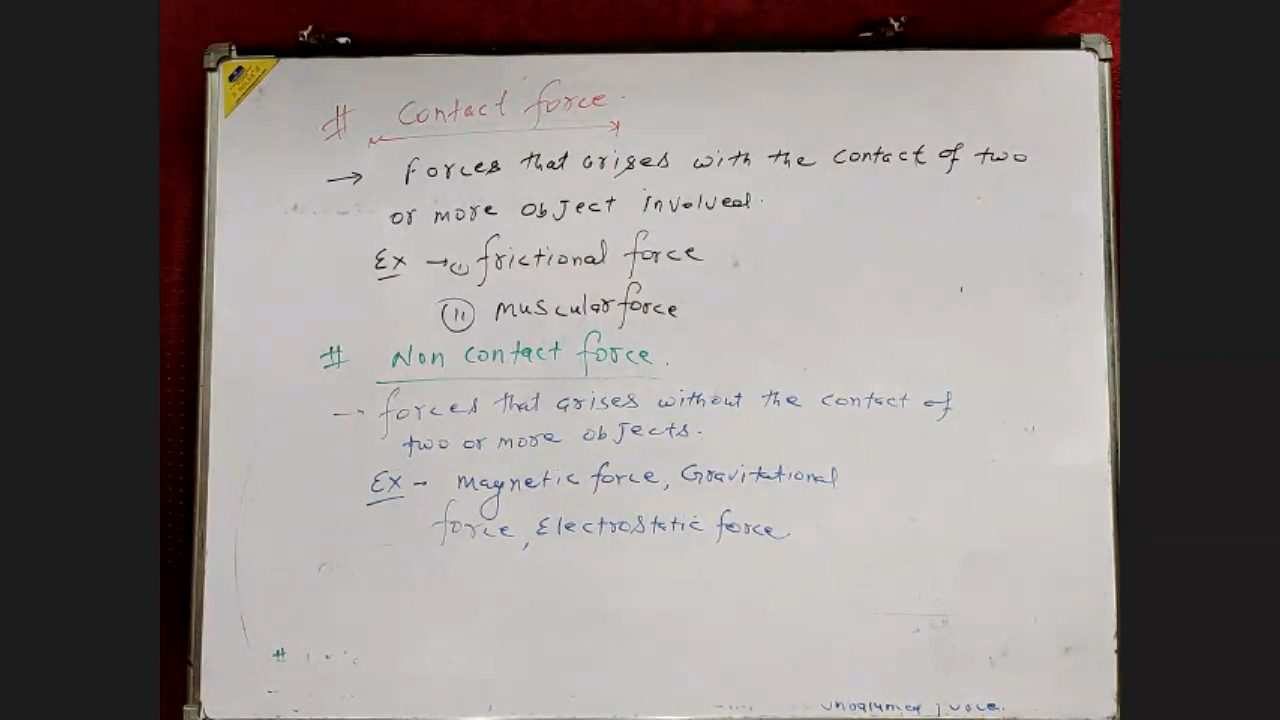 # Contact force.
→ Forces that arises with the contact of two
or more object involved.
Ex → (i) frictional force
(ii) muscular force
# Non contact force.
→ forces that arises without the contact of
two or more objects.
Ex - Magnetic force, Gravitational
force, Electrostatic force
#